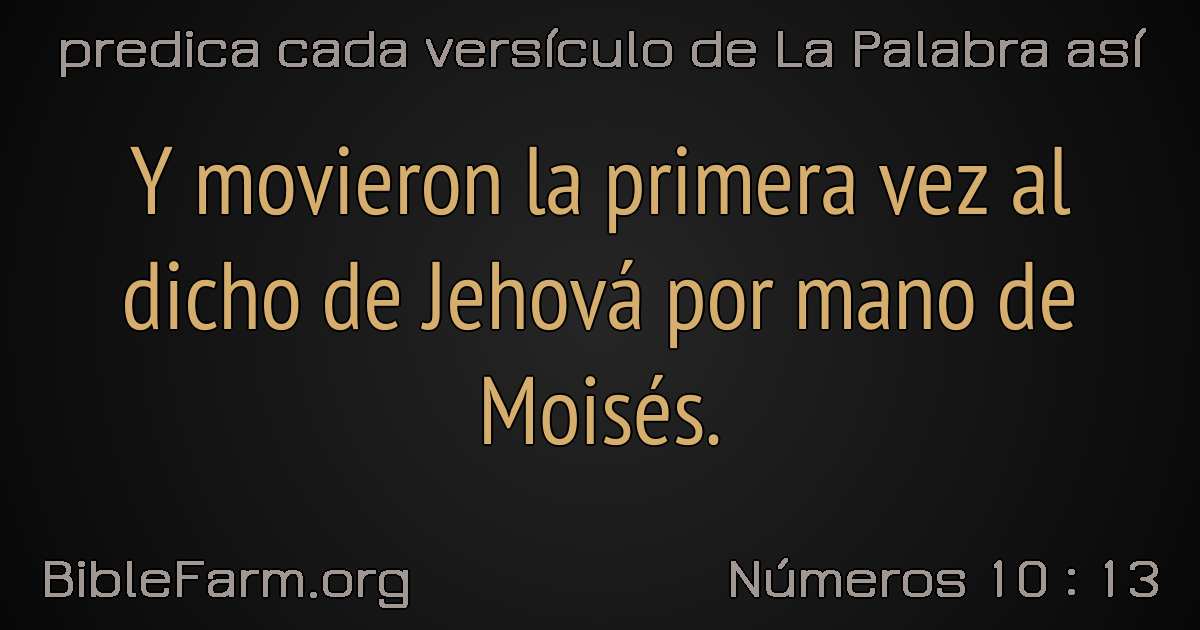 predica cada versículo de La Palabra así
Y movieron la primera vez al
dicho de Jehová por mano de
Moisés.
BibleFarm.org
Números 10 : 13